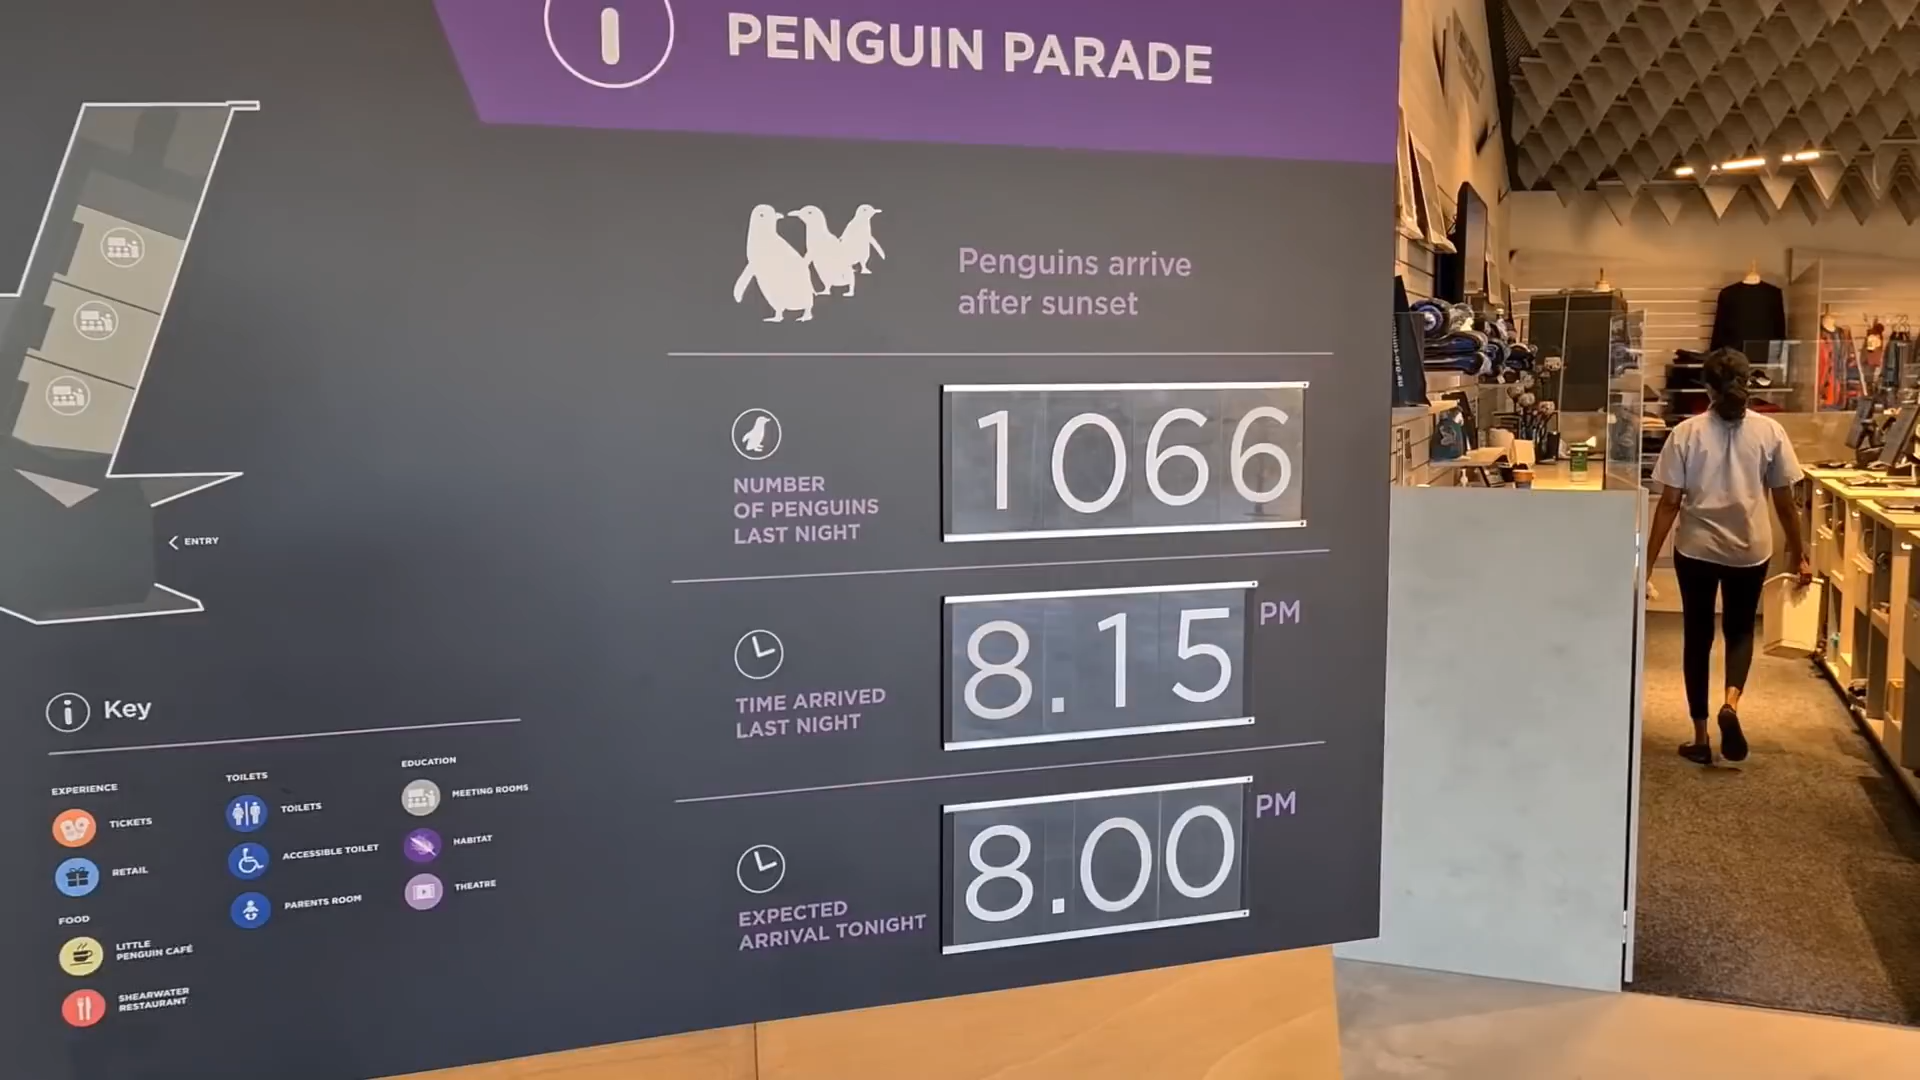 PENGUIN PARADE
Penguins arrive
after sunset
NUMBER
OF PENGUINS
LAST NIGHT
1066
TIME ARRIVED
LAST NIGHT
8.15 PM
EXPECTED
ARRIVAL TONIGHT
8.00 PM
ENTRY
Key
EXPERIENCE
TICKETS
RETAIL
FOOD
LITTLE
PENGUIN CAFÉ
SHEARWATER
RESTAURANT
TOILETS
TOILETS
ACCESSIBLE TOILET
PARENTS ROOM
EDUCATION
MEETING ROOMS
HABITAT
THEATRE